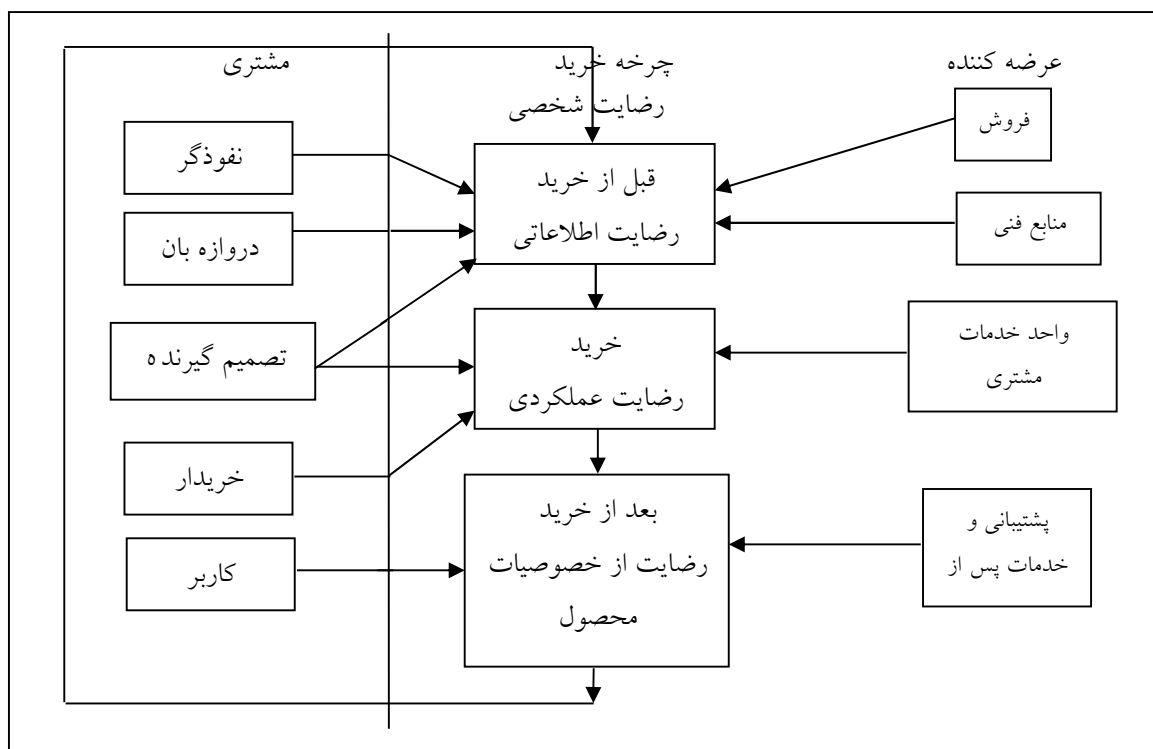 عرضه کننده
چرخه خرید
مشتری
رضایت شخصی
فروش
نفوذگر
قبل از خرید
رضایت اطلاعاتی
منابع فنی
دروازه بان
تصمیم گیرنده
خرید
رضایت عملکردی
واحد خدمات
مشتری
خریدار
بعد از خرید
رضایت از خصوصیات
محصول
پشتیبانی و
خدمات پس از
کاربر